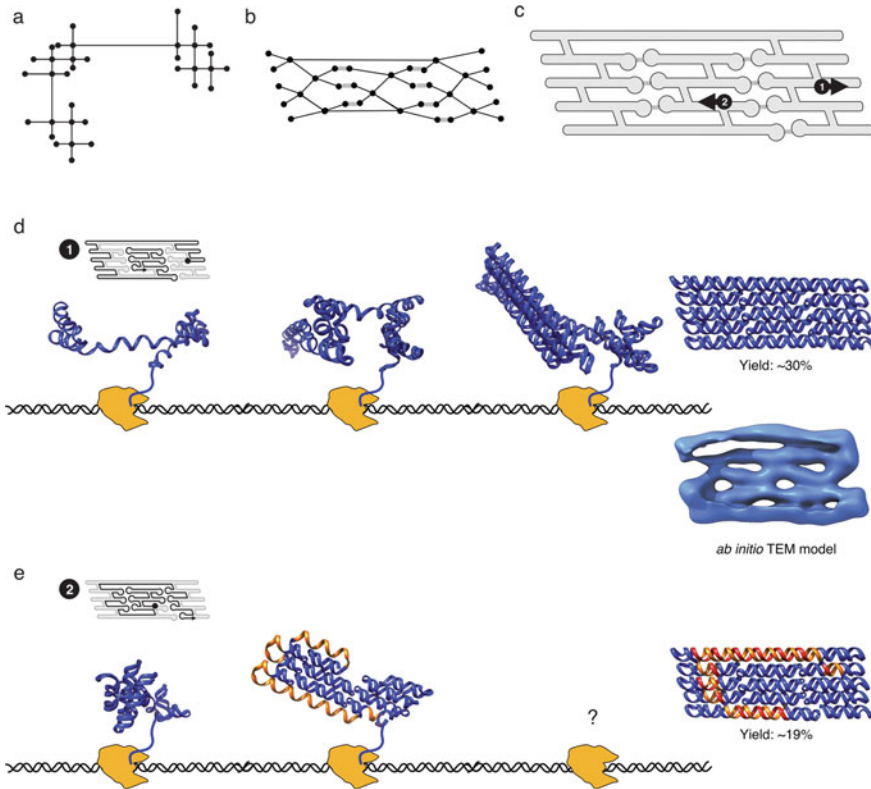 a
b
c
1
2
d
1
Yield: ~30%
ab initio TEM model
e
2
?
Yield: ~19%